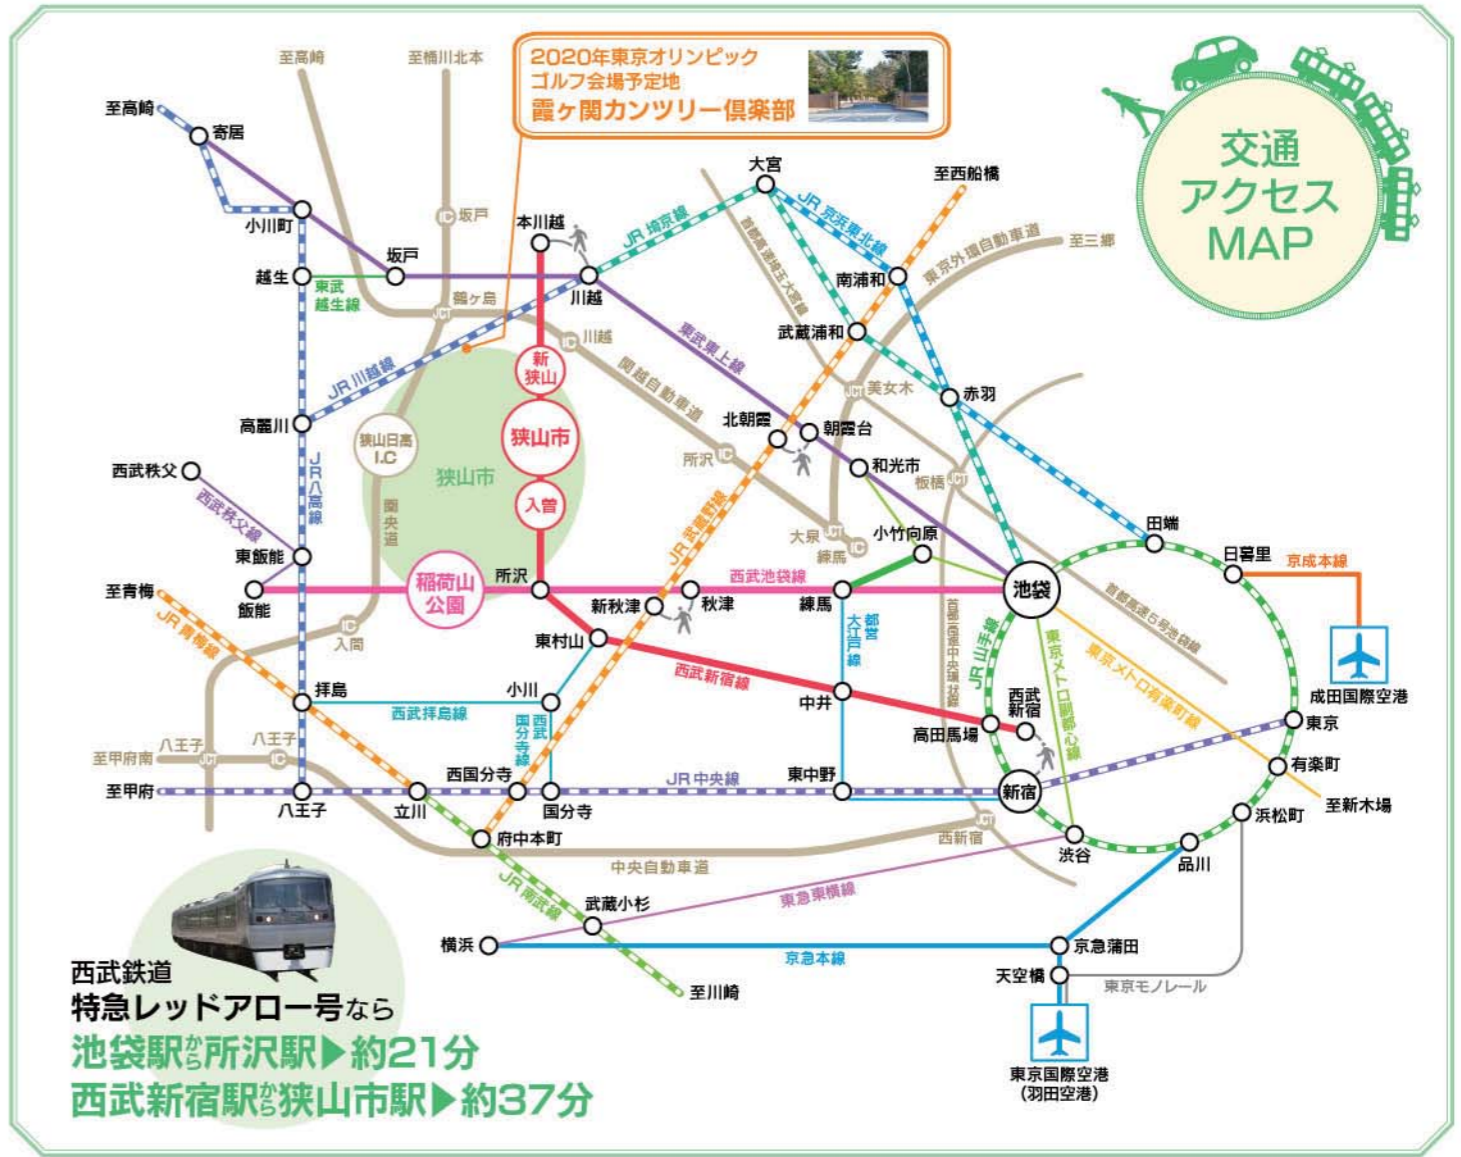 交通
アクセス
MAP
2020年東京オリンピック
ゴルフ会場予定地
霞ヶ関カンツリー倶楽部
至高崎
至桶川北本
至高崎
寄居
小川町
越生
東武
越生線
坂戸
IC
坂戸
本川越
川越
JR 埼京線
大宮
JR 京浜東北線
至西船橋
首都高速埼玉大宮線
南浦和
東京外環自動車道
至三郷
JCT
鶴ヶ島
IC
川越
武蔵浦和
JR 川越線
東武東上線
新
狭山
関越自動車道
JCT
美女木
赤羽
高麗川
狭山日高
I.C
狭山市
狭山市
北朝霞
朝霞台
所沢
IC
和光市
板橋
JCT
西武秩父
西武秩父線
JR八高線
圏央道
入曽
JR 武蔵野線
大泉
JCT
練馬
IC
小竹向原
田端
日暮里
京成本線
東飯能
飯能
稲荷山
公園
所沢
西武池袋線
新秋津
秋津
練馬
池袋
首都高速5号池袋線
至青梅
JR 青梅線
IC
入間
東村山
都営
大江戸線
首都高速中央環状線
JR 山手線
東京メトロ副都心線
東京メトロ有楽町線
成田国際空港
拝島
西武拝島線
小川
西武
国分寺線
西武新宿線
中井
西武
新宿
高田馬場
東京
至甲府南
八王子
JCT
八王子
IC
西国分寺
JR 中央線
東中野
新宿
有楽町
至甲府
八王子
立川
国分寺
至新木場
浜松町
府中本町
中央自動車道
JCT
西新宿
渋谷
品川
JR 南武線
武蔵小杉
東急東横線
横浜
京急本線
京急蒲田
天空橋
東京モノレール
至川崎
東京国際空港
(羽田空港)
西武鉄道
特急レッドアロー号なら
池袋駅から所沢駅▶約21分
西武新宿駅から狭山市駅▶約37分